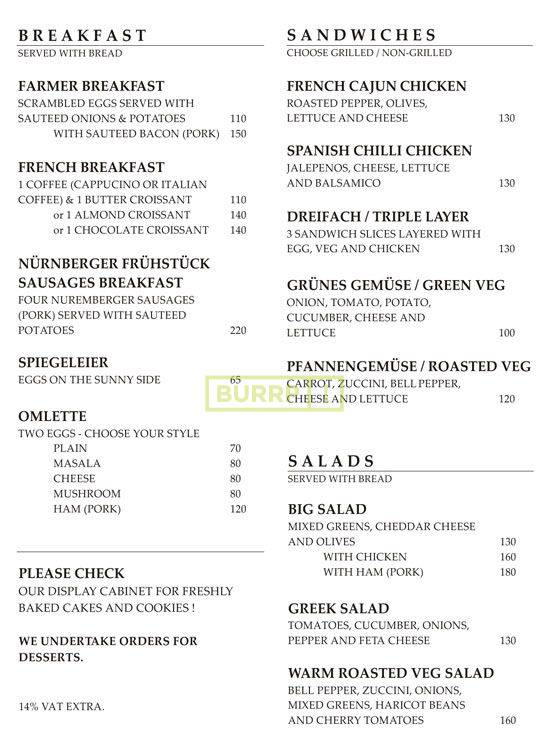 BREAKFAST
SERVED WITH BREAD
FARMER BREAKFAST
SCRAMBLED EGGS SERVED WITH
SAUTEED ONIONS & POTATOES 110
WITH SAUTEED BACON (PORK) 150
FRENCH BREAKFAST
1 COFFEE (CAPPUCINO OR ITALIAN
COFFEE) & 1 BUTTER CROISSANT 110
or 1 ALMOND CROISSANT 140
or 1 CHOCOLATE CROISSANT 140
NÜRNBERGER FRÜHSTÜCK
SAUSAGES BREAKFAST
FOUR NUREMBERGER SAUSAGES
(PORK) SERVED WITH SAUTEED
POTATOES 220
SPIEGELEIER
EGGS ON THE SUNNY SIDE 65
OMLETTE
TWO EGGS - CHOOSE YOUR STYLE
PLAIN 70
MASALA 80
CHEESE 80
MUSHROOM 80
HAM (PORK) 120
PLEASE CHECK
OUR DISPLAY CABINET FOR FRESHLY
BAKED CAKES AND COOKIES !
WE UNDERTAKE ORDERS FOR
DESSERTS.
14% VAT EXTRA.
SANDWICHES
CHOOSE GRILLED / NON-GRILLED
FRENCH CAJUN CHICKEN
ROASTED PEPPER, OLIVES,
LETTUCE AND CHEESE 130
SPANISH CHILLI CHICKEN
JALEPENOS, CHEESE, LETTUCE
AND BALSAMICO 130
DREIFACH / TRIPLE LAYER
3 SANDWICH SLICES LAYERED WITH
EGG, VEG AND CHICKEN 130
GRÜNES GEMÜSE / GREEN VEG
ONION, TOMATO, POTATO,
CUCUMBER, CHEESE AND
LETTUCE 100
PFANNENGEMÜSE / ROASTED VEG
CARROT, ZUCCINI, BELL PEPPER,
CHEESE AND LETTUCE 120
SALADS
SERVED WITH BREAD
BIG SALAD
MIXED GREENS, CHEDDAR CHEESE
AND OLIVES 130
WITH CHICKEN 160
WITH HAM (PORK) 180
GREEK SALAD
TOMATOES, CUCUMBER, ONIONS,
PEPPER AND FETA CHEESE 130
WARM ROASTED VEG SALAD
BELL PEPPER, ZUCCINI, ONIONS,
MIXED GREENS, HARICOT BEANS
AND CHERRY TOMATOES 160